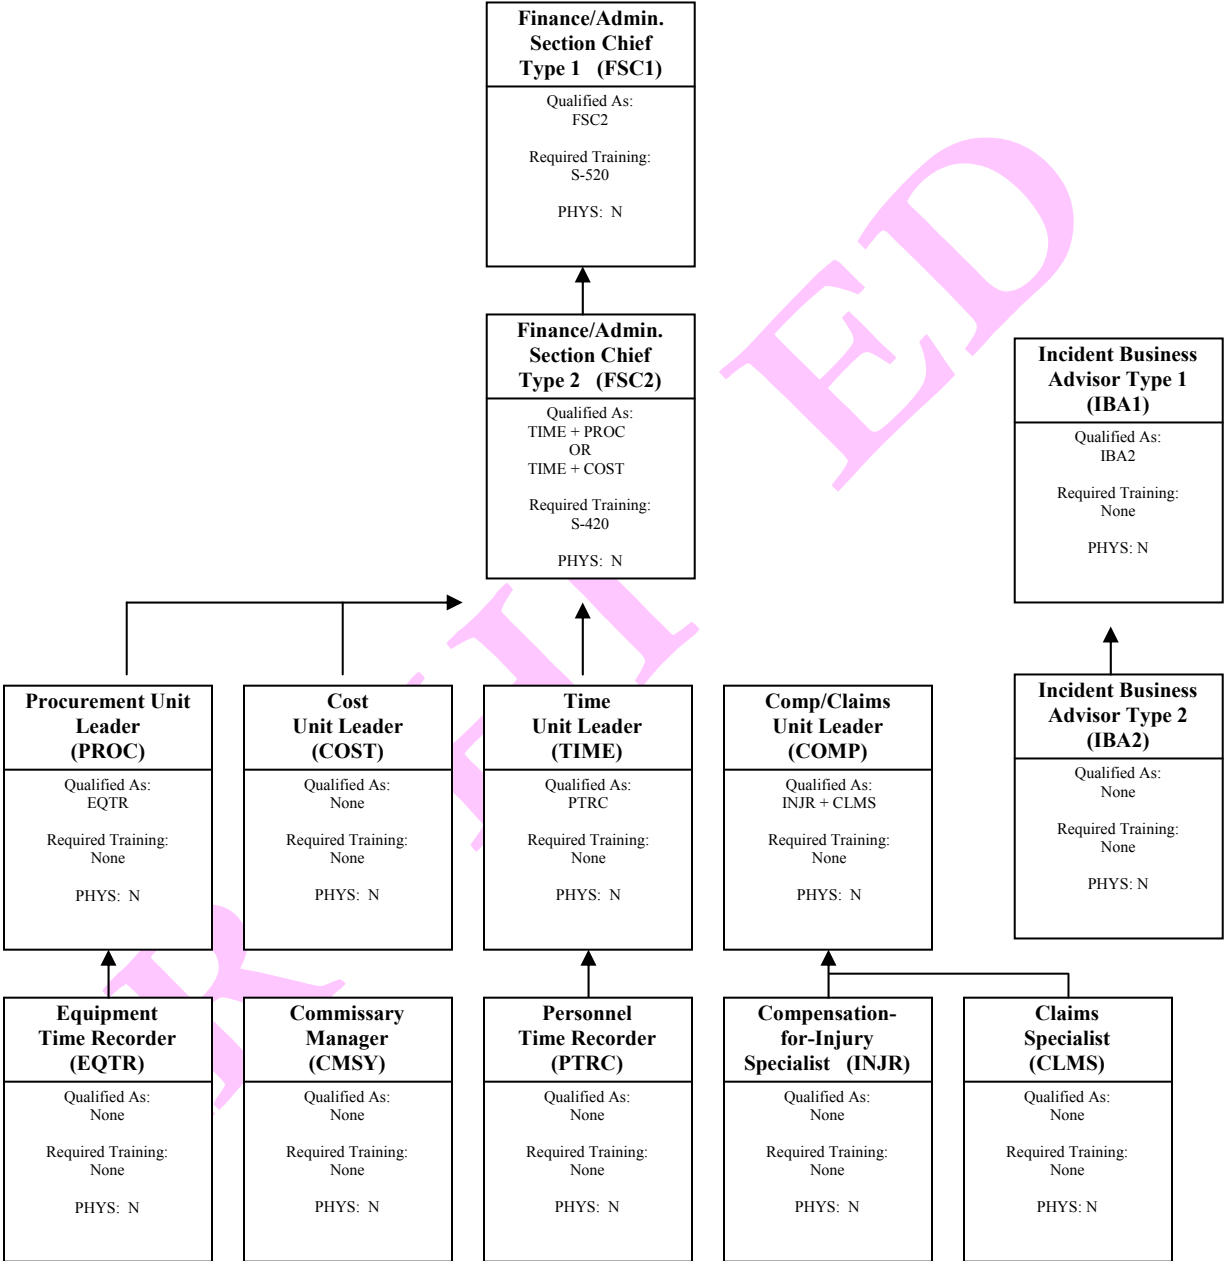 Finance/Admin.
Section Chief
Type 1 (FSC1)
Qualified As:
FSC2
Required Training:
S-520
PHYS: N
Finance/Admin.
Section Chief
Type 2 (FSC2)
Qualified As:
TIME + PROC
OR
TIME + COST
Required Training:
S-420
PHYS: N
Incident Business
Advisor Type 1
(IBA1)
Qualified As:
IBA2
Required Training:
None
PHYS: N
Procurement Unit
Leader
(PROC)
Qualified As:
EQTR
Required Training:
None
PHYS: N
Cost
Unit Leader
(COST)
Qualified As:
None
Required Training:
None
PHYS: N
Time
Unit Leader
(TIME)
Qualified As:
PTRC
Required Training:
None
PHYS: N
Comp/Claims
Unit Leader
(COMP)
Qualified As:
INJR + CLMS
Required Training:
None
PHYS: N
Incident Business
Advisor Type 2
(IBA2)
Qualified As:
None
Required Training:
None
PHYS: N
Equipment
Time Recorder
(EQTR)
Qualified As:
None
Required Training:
None
PHYS: N
Commissary
Manager
(CMSY)
Qualified As:
None
Required Training:
None
PHYS: N
Personnel
Time Recorder
(PTRC)
Qualified As:
None
Required Training:
None
PHYS: N
Compensation-
for-Injury
Specialist (INJR)
Qualified As:
None
Required Training:
None
PHYS: N
Claims
Specialist
(CLMS)
Qualified As:
None
Required Training:
None
PHYS: N